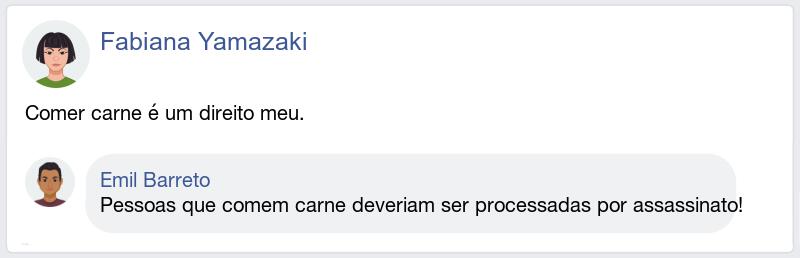 Fabiana Yamazaki
Comer carne é um direito meu.
Emil Barreto
Pessoas que comem carne deveriam ser processadas por assassinato!